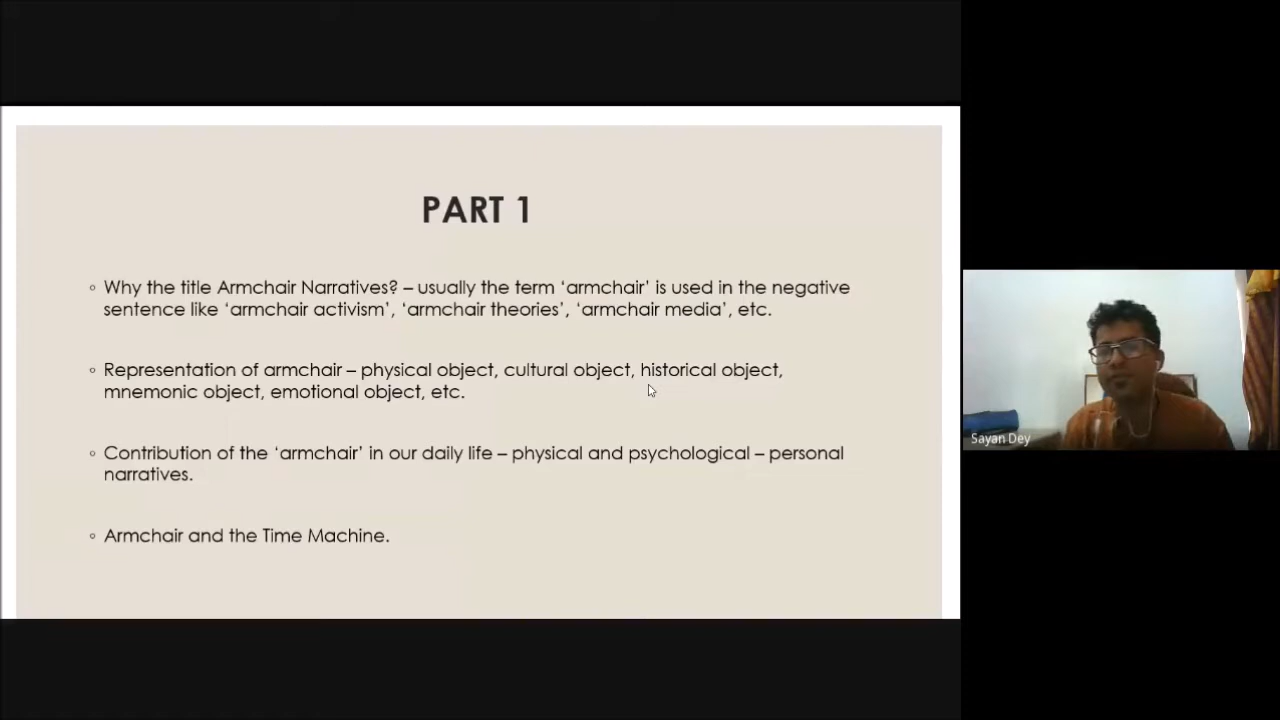 PART 1
◦ Why the title Armchair Narratives? – usually the term ‘armchair’ is used in the negative
sentence like ‘armchair activism’, ‘armchair theories’, ‘armchair media’, etc.
◦ Representation of armchair – physical object, cultural object, historical object,
mnemonic object, emotional object, etc.
◦ Contribution of the ‘armchair’ in our daily life – physical and psychological – personal
narratives.
◦ Armchair and the Time Machine.
Sayan Dey